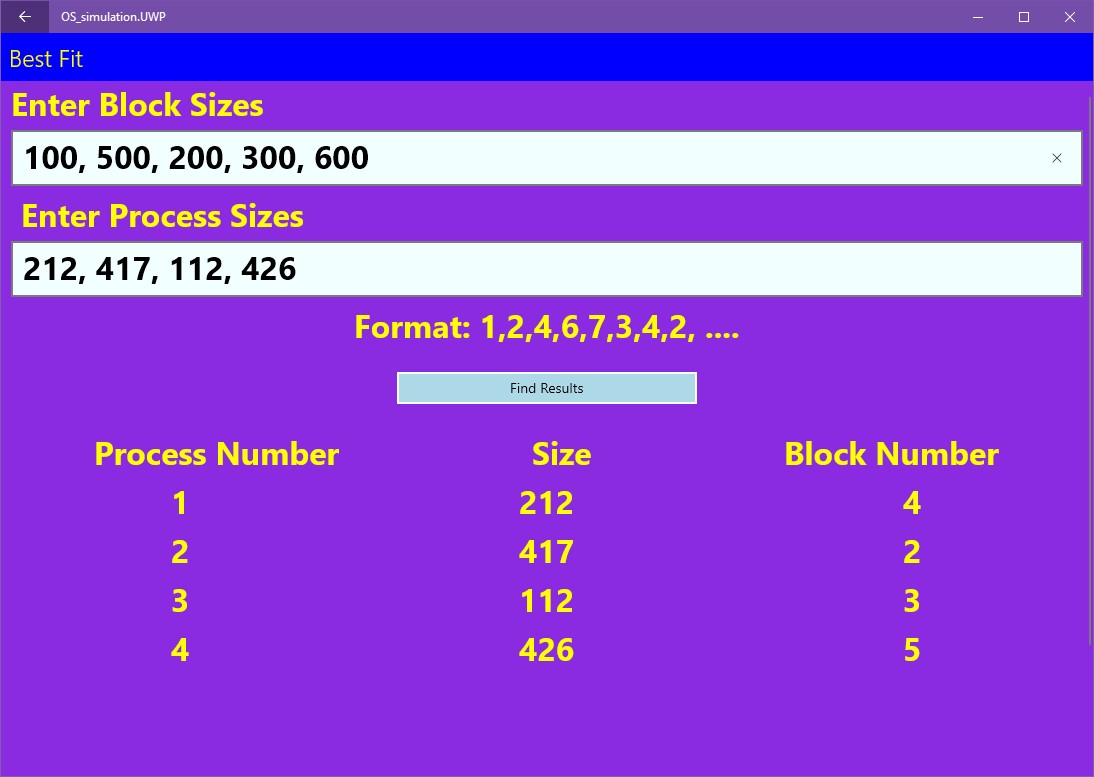 OS_simulation.UWP
Best Fit
Enter Block Sizes
100, 500, 200, 300, 600
Enter Process Sizes
212, 417, 112, 426
Format: 1,2,4,6,7,3,4,2, ....
Find Results
Process Number Size Block Number
1 212 4
2 417 2
3 112 3
4 426 5